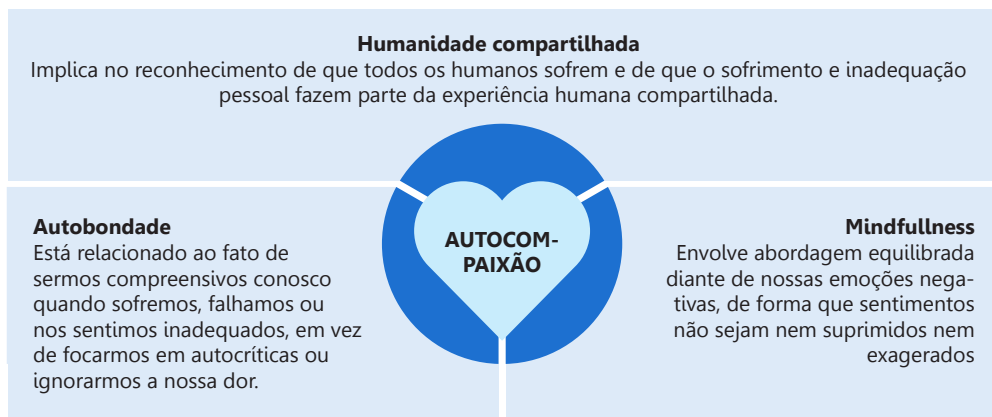 Humanidade compartilhada
Implica no reconhecimento de que todos os humanos sofrem e de que o sofrimento e inadequação
pessoal fazem parte da experiência humana compartilhada.
Autobondade
Está relacionado ao fato de
sermos compreensivos conosco
quando sofremos, falhamos ou
nos sentimos inadequados, em vez
de focarmos em autocríticas ou
ignorarmos a nossa dor.
AUTOCOM-
PAIXÃO
Mindfullness
Envolve abordagem equilibrada
diante de nossas emoções nega-
tivas, de forma que sentimentos
não sejam nem suprimidos nem
exagerados